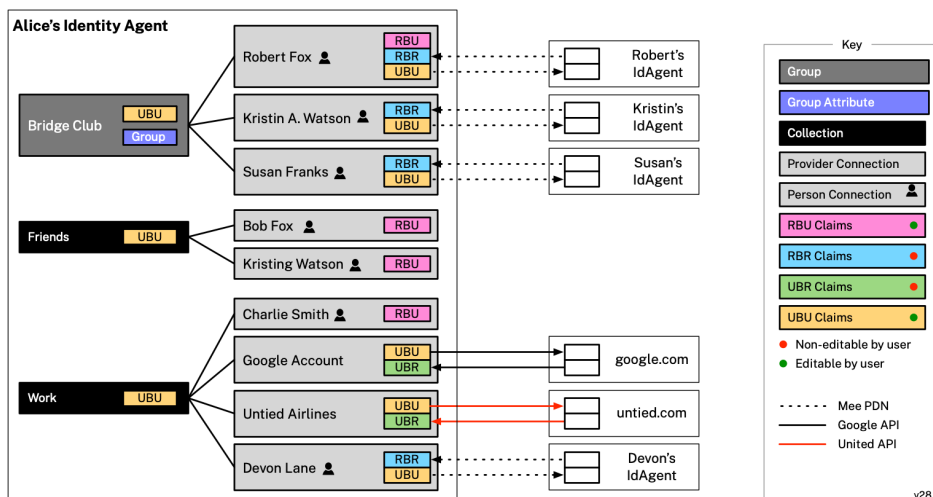 Alice's Identity Agent
Bridge Club
UBU
Group
Robert Fox
RBU
RBR
UBU
Robert's
IdAgent
Kristin A. Watson
RBR
UBU
Kristin's
IdAgent
Susan Franks
RBR
UBU
Susan's
IdAgent
Friends
UBU
Bob Fox
RBU
Kristing Watson
RBU
Work
UBU
Charlie Smith
RBU
Google Account
UBU
UBR
google.com
Untied Airlines
UBU
UBR
untied.com
Devon Lane
RBR
UBU
Devon's
IdAgent
Key
Group
Group Attribute
Collection
Provider Connection
Person Connection
RBU Claims
RBR Claims
UBR Claims
UBU Claims
Non-editable by user
Editable by user
Mee PDN
Google API
United API
v28